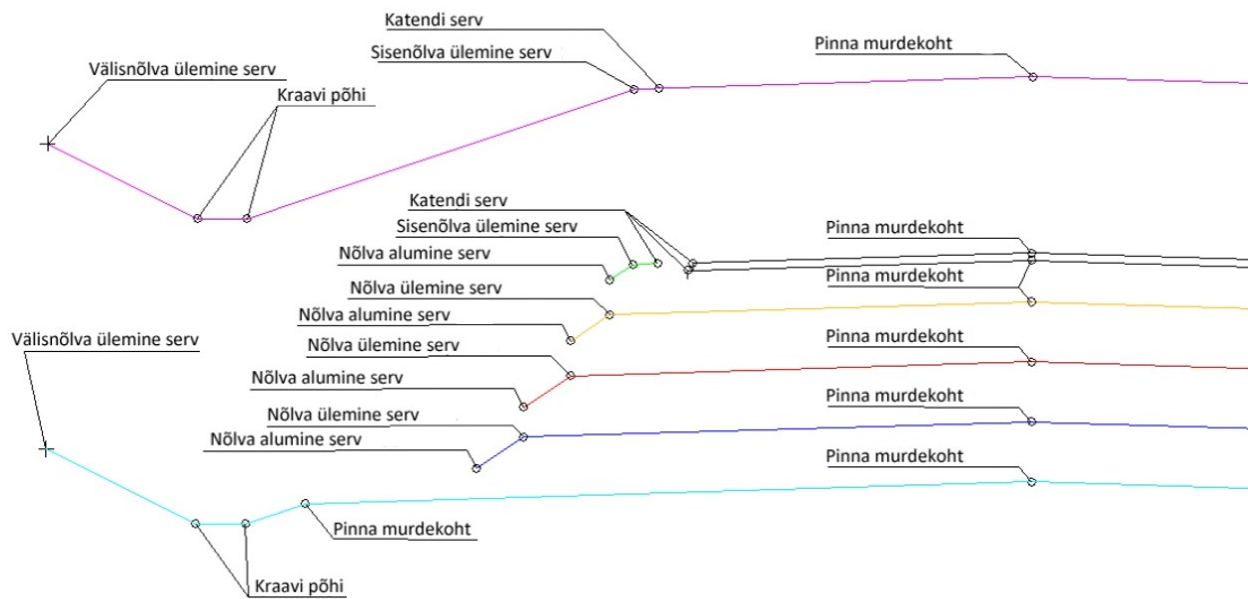 Katendi serv
Sisenõlva ülemine serv
Pinna murdekoht
Välisnõlva ülemine serv
Kraavi põhi
Katendi serv
Sisenõlva ülemine serv
Pinna murdekoht
Nõlva alumine serv
Pinna murdekoht
Nõlva ülemine serv
Nõlva alumine serv
Välisnõlva ülemine serv
Nõlva ülemine serv
Pinna murdekoht
Nõlva alumine serv
Nõlva ülemine serv
Pinna murdekoht
Nõlva alumine serv
Pinna murdekoht
Pinna murdekoht
Kraavi põhi